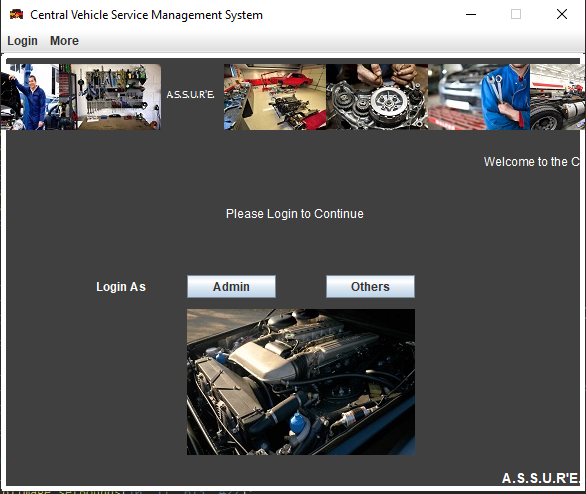 Central Vehicle Service Management System
Login More
A.S.S.U.R'E.
Welcome to the C
Please Login to Continue
Login As Admin Others
A.S.S.U.R'E.